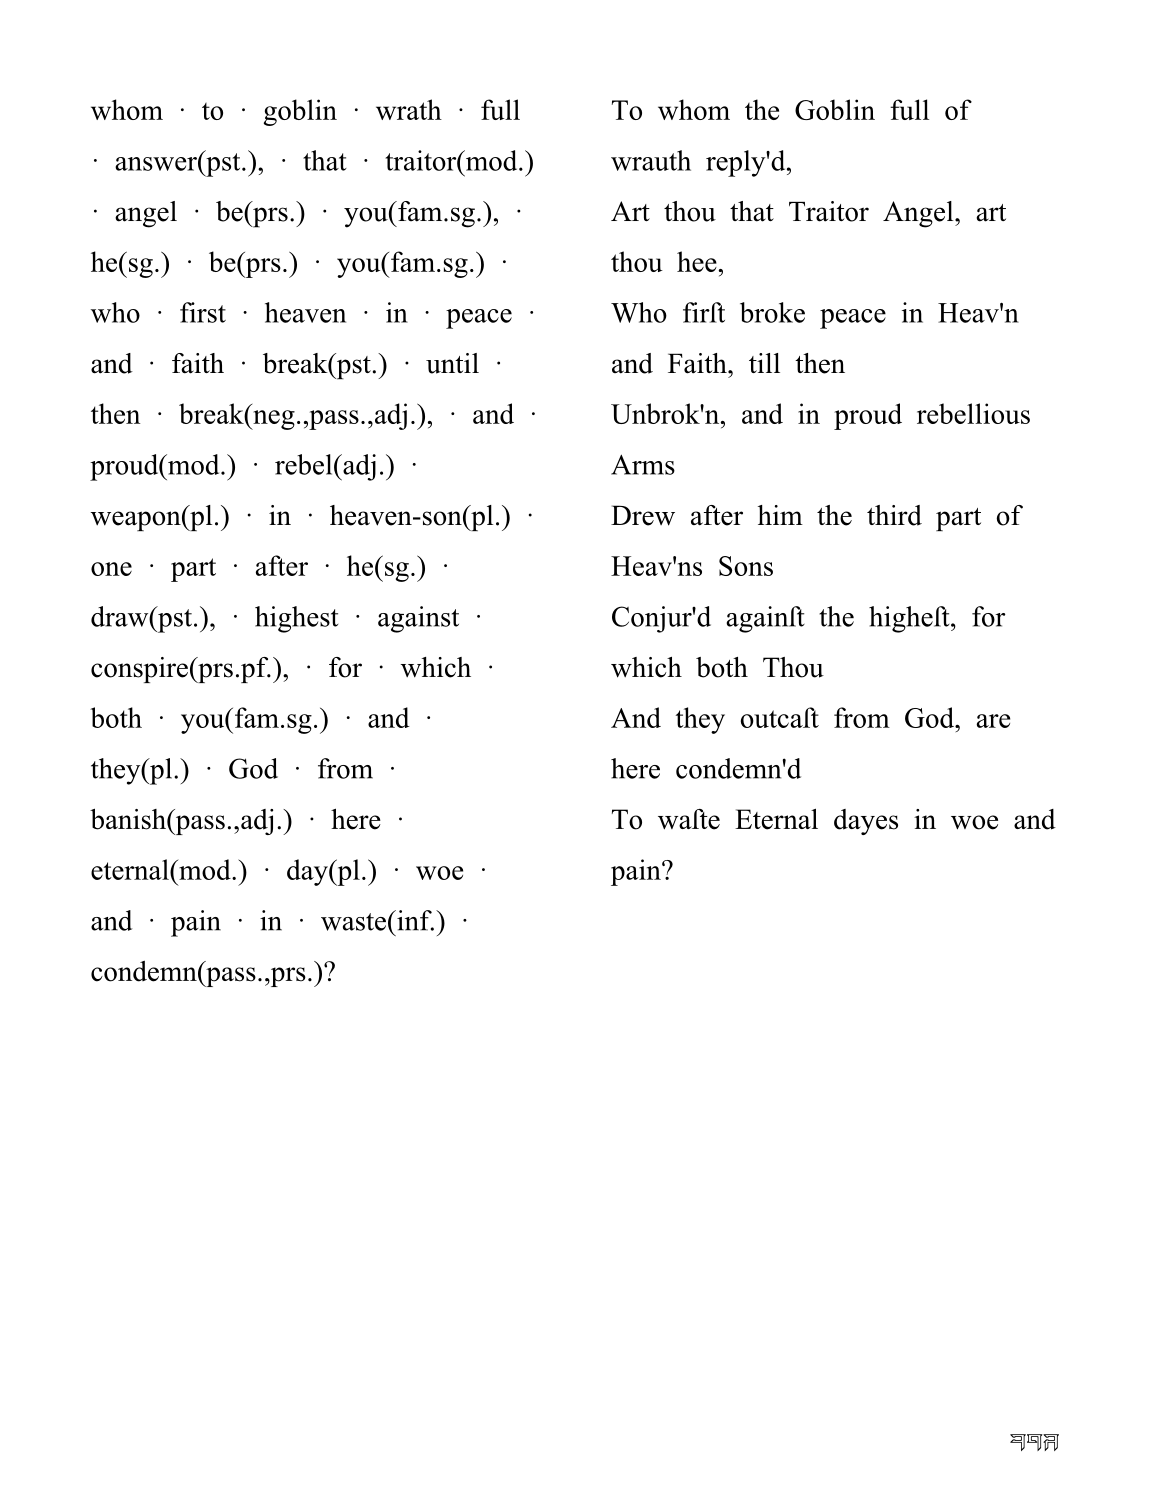 whom · to · goblin · wrath · full
· answer(pst.), · that · traitor(mod.)
· angel · be(prs.) · you(fam.sg.), ·
he(sg.) · be(prs.) · you(fam.sg.) ·
who · first · heaven · in · peace ·
and · faith · break(pst.) · until ·
then · break(neg.,pass.,adj.), · and ·
proud(mod.) · rebel(adj.) ·
weapon(pl.) · in · heaven-son(pl.) ·
one · part · after · he(sg.) ·
draw(pst.), · highest · against ·
conspire(prs.pf.), · for · which ·
both · you(fam.sg.) · and ·
they(pl.) · God · from ·
banish(pass.,adj.) · here ·
eternal(mod.) · day(pl.) · woe ·
and · pain · in · waste(inf.) ·
condemn(pass.,prs.)?
To whom the Goblin full of
wrauth reply'd,
Art thou that Traitor Angel, art
thou hee,
Who firſt broke peace in Heav'n
and Faith, till then
Unbrok'n, and in proud rebellious
Arms
Drew after him the third part of
Heav'ns Sons
Conjur'd againſt the higheſt, for
which both Thou
And they outcaſt from God, are
here condemn'd
To waſte Eternal dayes in woe and
pain?